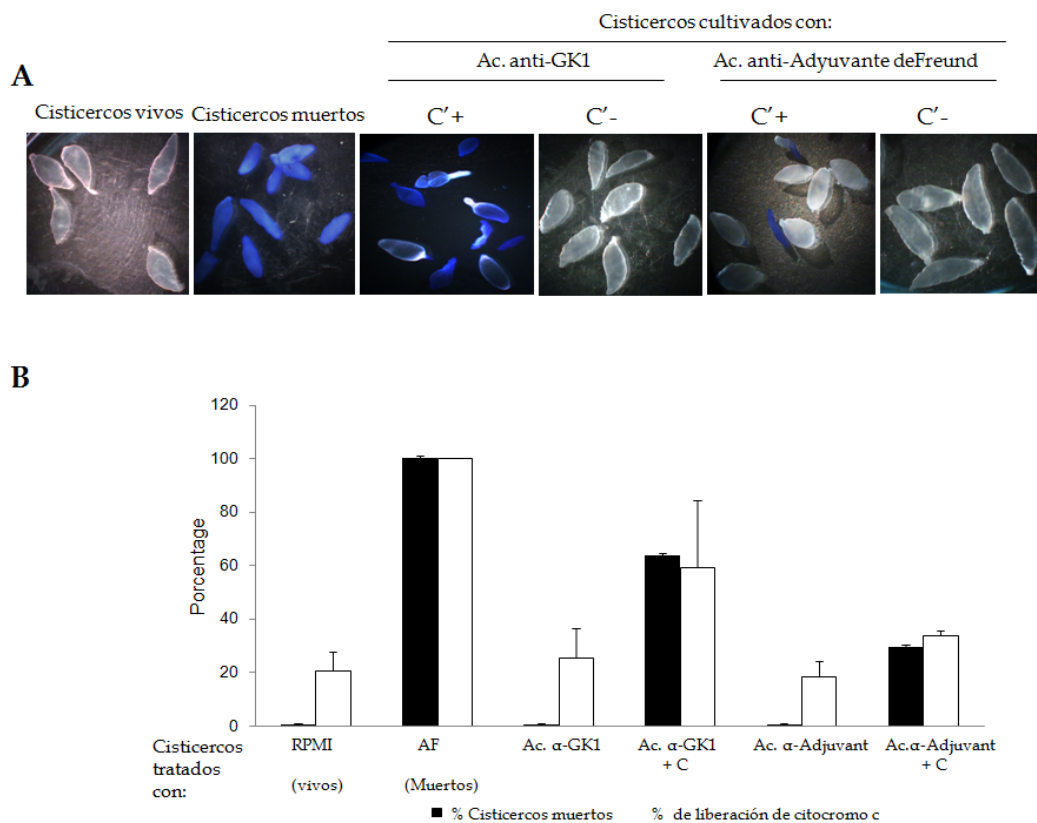 Cisticercos cultivados con:
Ac. anti-GK1
Ac. anti-Adyuvante deFreund
A
Cisticercos vivos
Cisticercos muertos
C'+
C'-
C'+
C'-
B
Porcentage
120
100
80
60
40
20
0
Cisticercos
tratados
con:
RPMI
(vivos)
AF
(Muertos)
Ac. α-GK1
Ac. α-GK1
+ C
Ac. α-Adjuvant
Ac.α-Adjuvant
+ C
% Cisticercos muertos
% de liberación de citocromo c